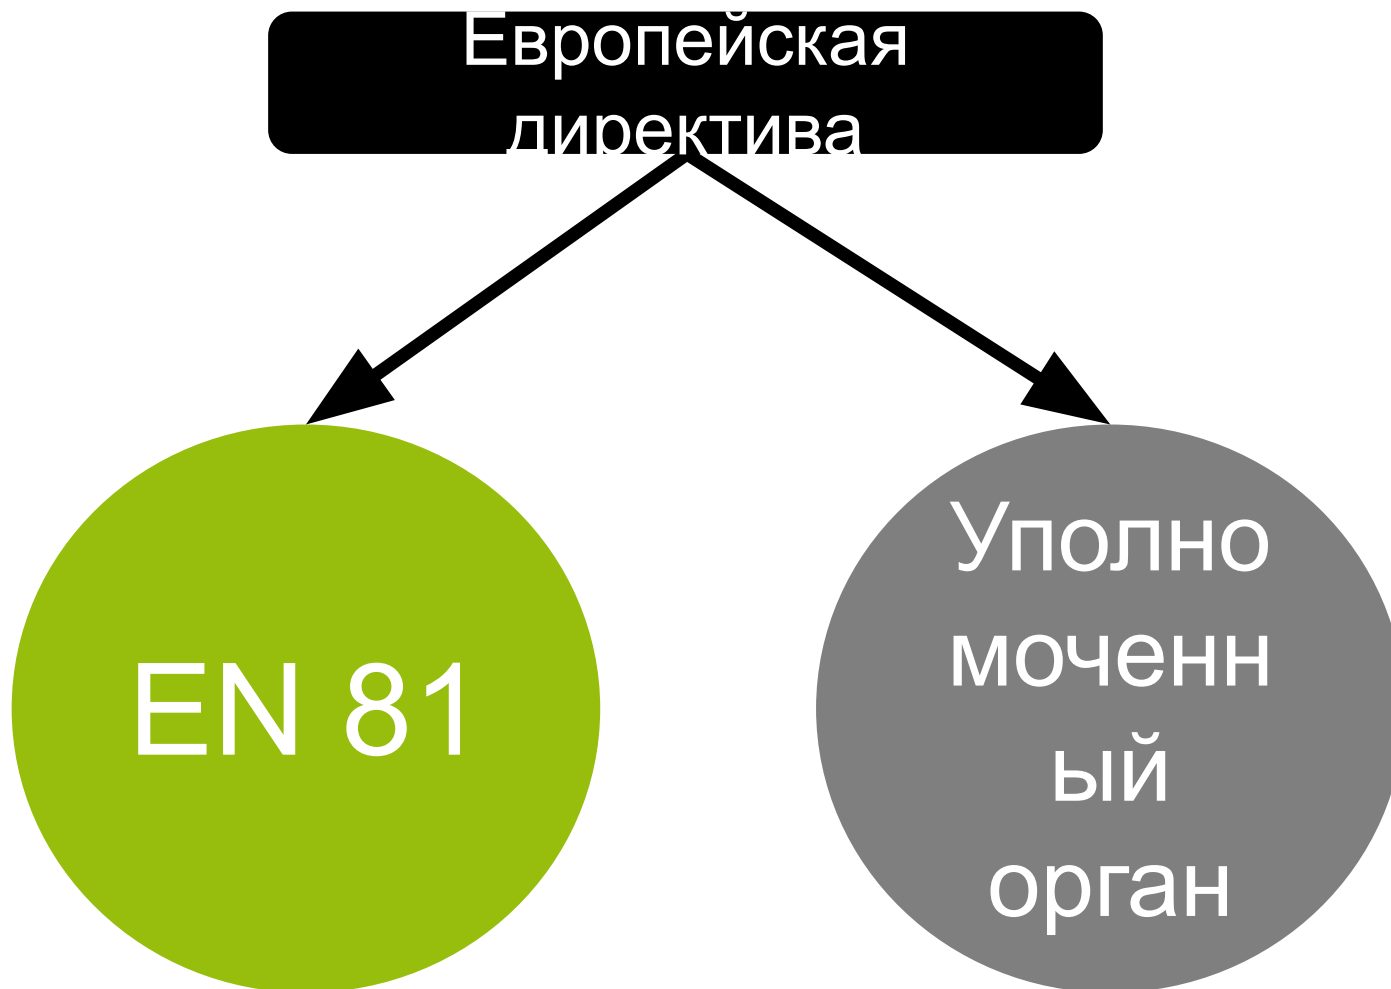 Европейская
директива
EN 81
Уполно
моченн
ый
орган